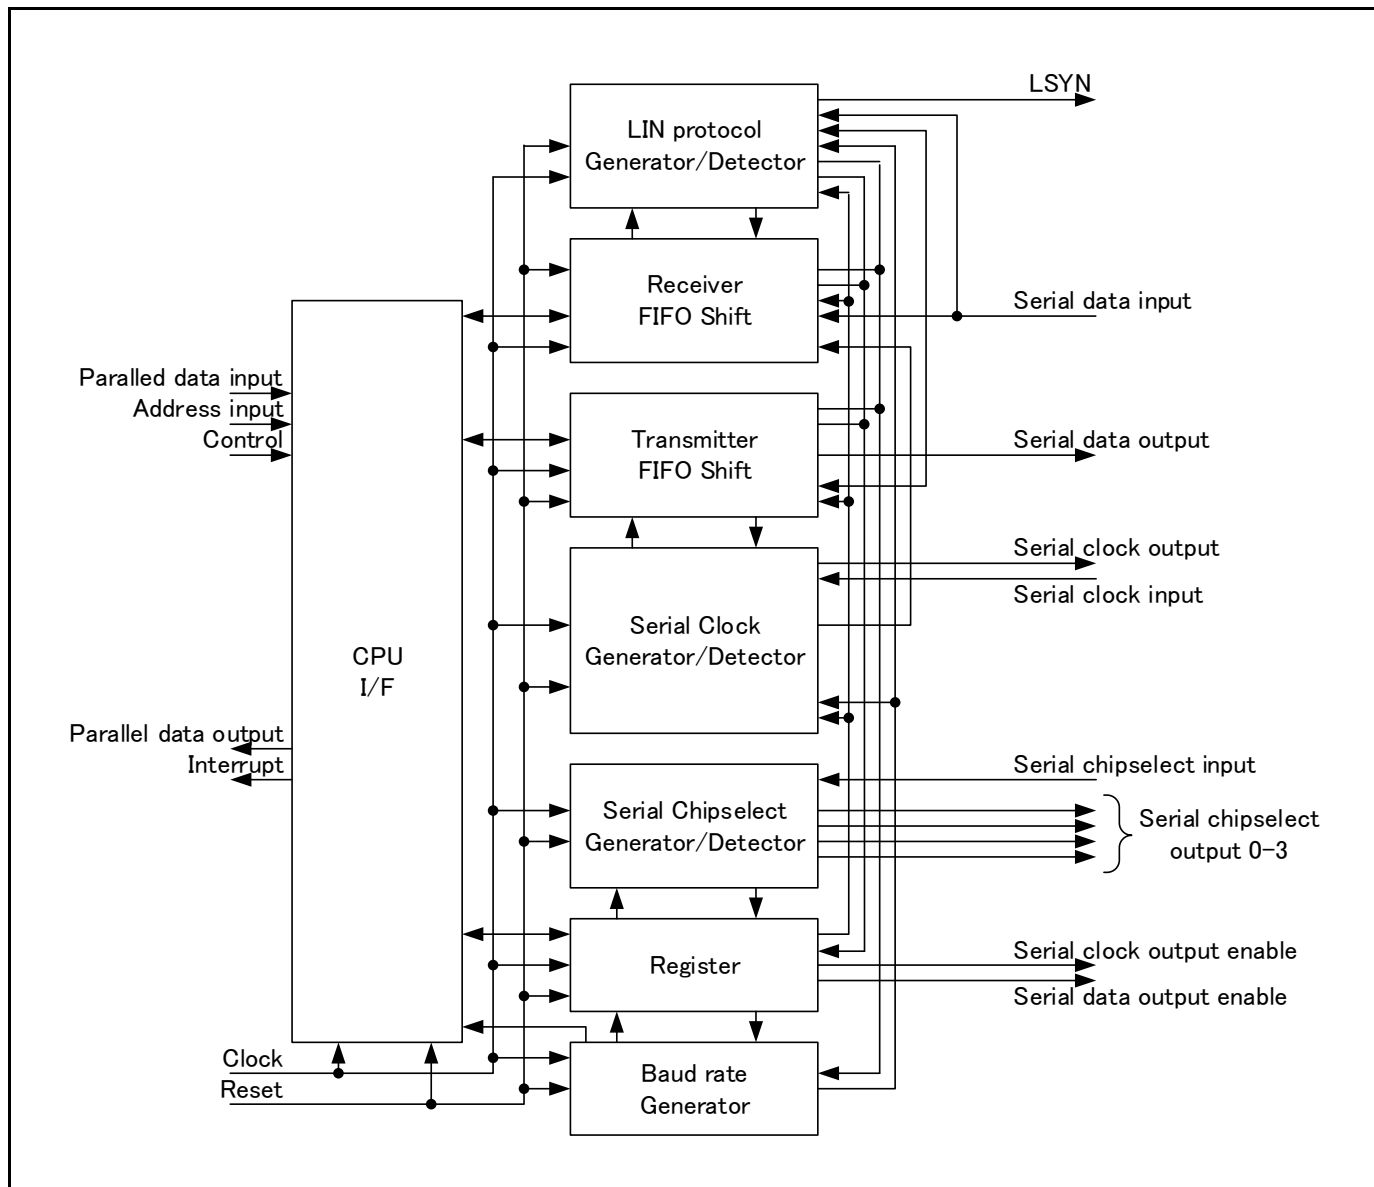 LSYN
LIN protocol
Generator/Detector
Receiver
FIFO Shift
Serial data input
Paralled data input
Address input
Control
Transmitter
FIFO Shift
Serial data output
Serial clock output
Serial clock input
Serial Clock
Generator/Detector
CPU
I/F
Parallel data output
Interrupt
Serial chipselect input
Serial Chipselect
Generator/Detector
Serial chipselect
output 0-3
Register
Serial clock output enable
Serial data output enable
Clock
Reset
Baud rate
Generator